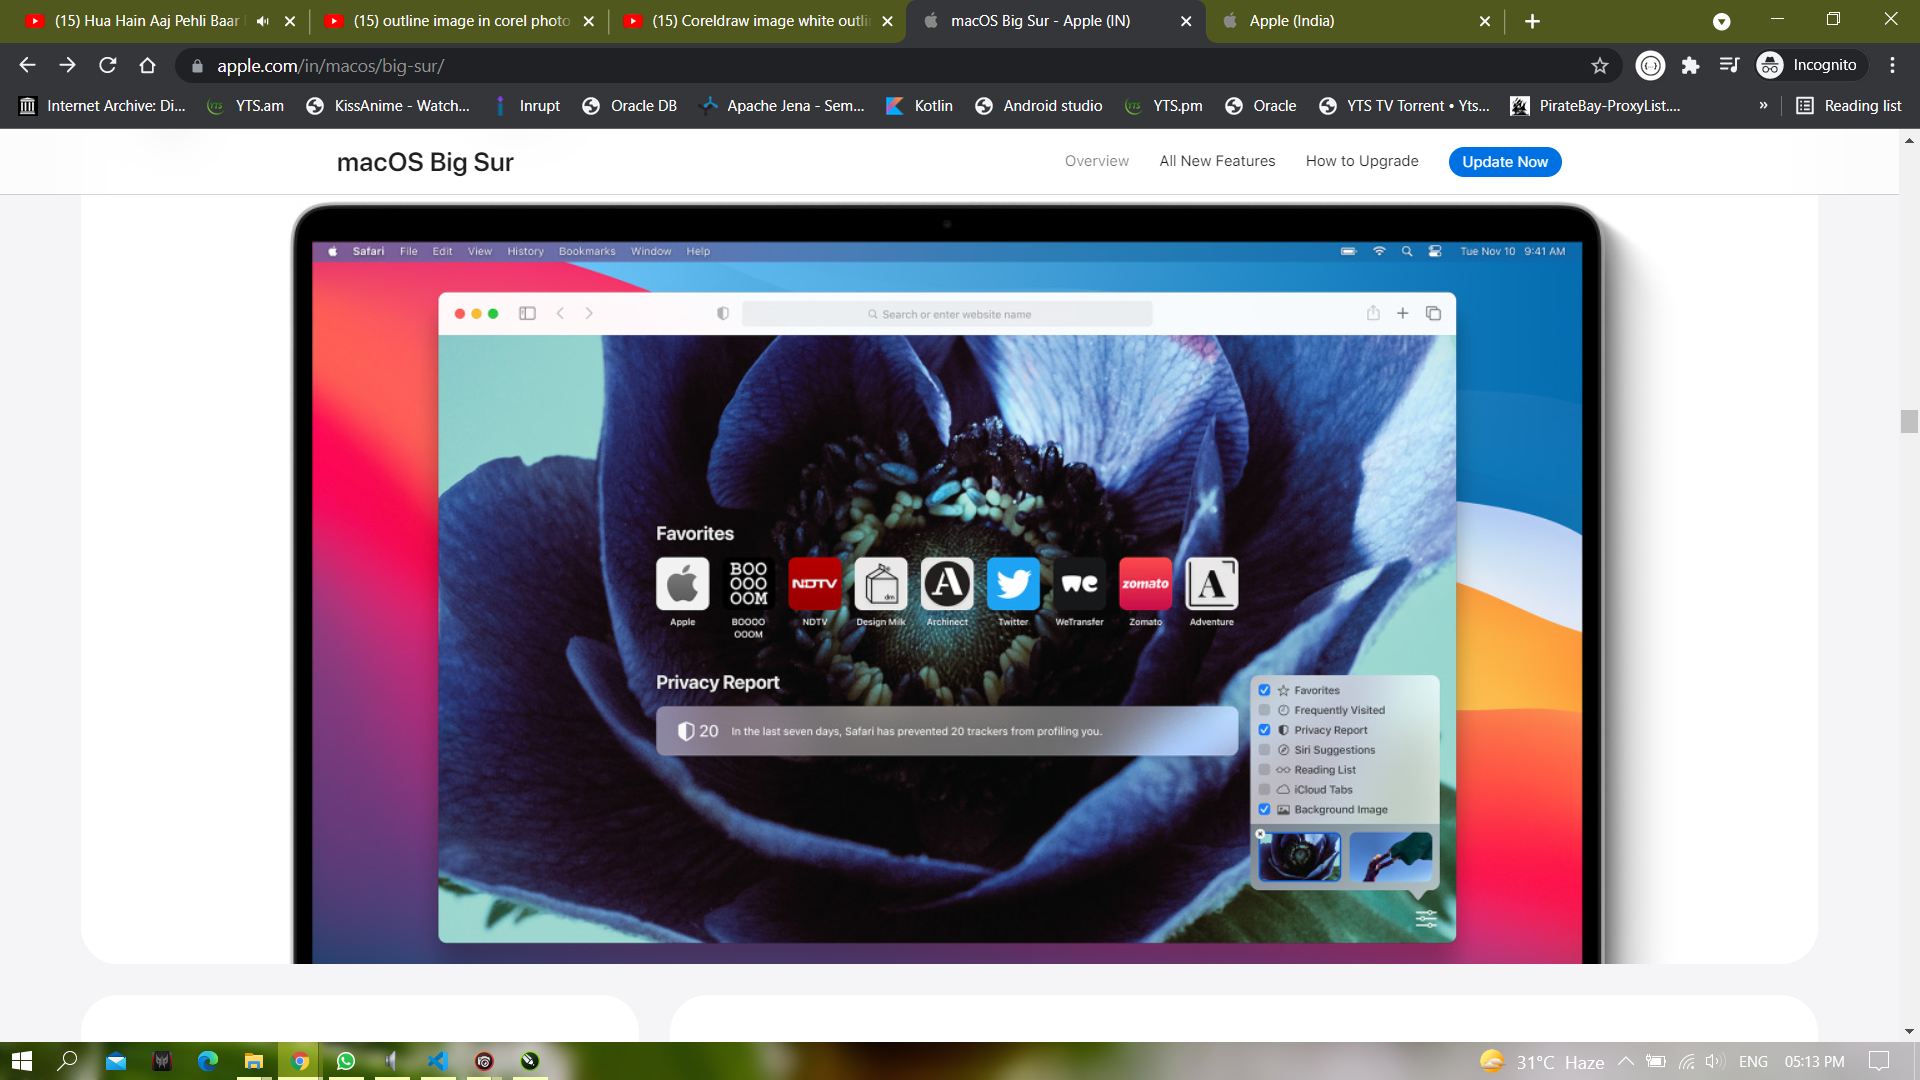 (15) Hua Hain Aaj Pehli Baar
(15) outline image in corel photo
(15) Coreldraw image white outli
macOS Big Sur - Apple (IN)
Apple (India)
apple.com/in/macos/big-sur/
Incognito
Internet Archive: Di...
YTS.am
KissAnime - Watch...
Inrupt
Oracle DB
Apache Jena - Sem...
Kotlin
Android studio
YTS.pm
Oracle
YTS TV Torrent • Yts...
PirateBay-ProxyList....
»
Reading list
macOS Big Sur
Overview
All New Features
How to Upgrade
Update Now
Safari File Edit View History Bookmarks Window Help
Tue Nov 10 9:41 AM
Search or enter website name
Favorites
BOO
OOO
OOM
NDTV
dm
A
we
zomato
A
Apple
BOOOO
OOOM
NDTV
Design Milk
Archinect
Twitter
WeTransfer
Zomato
Adventure
Privacy Report
20 In the last seven days, Safari has prevented 20 trackers from profiling you.
Favorites
Frequently Visited
Privacy Report
Siri Suggestions
Reading List
iCloud Tabs
Background Image
31°C Haze
ENG
05:13 PM